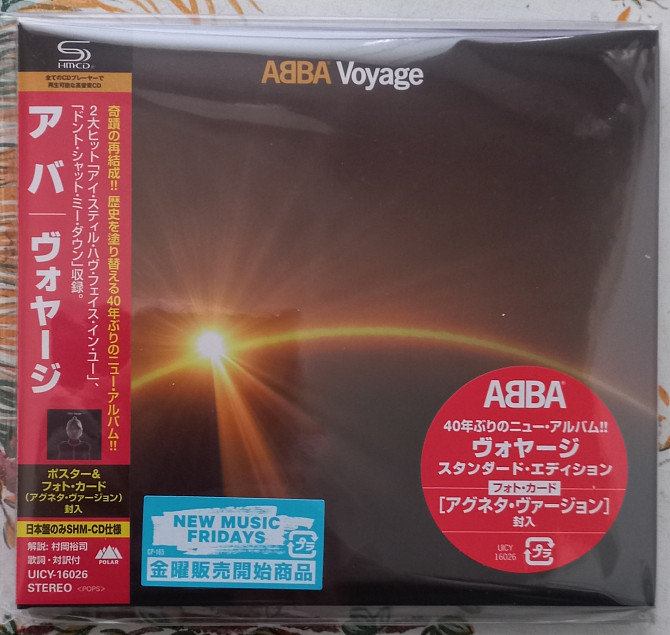 SHM-CD
全てのCDプレーヤーで
再生可能な高音質CD
アバ
ヴォヤージ
奇蹟の再結成!! 歴史を塗り替える40年ぶりのニュー・アルバム!!
2大ヒット「アイ・スティル・ハヴ・フェイス・イン・ユー」、
「ドント・シャット・ミー・ダウン」収録。
ポスター&
フォト・カード
(アグネタ・ヴァージョン)
封入
日本盤のみSHM-CD仕様
解説: 村岡裕司
歌詞・対訳付
POLAR
UICY-16026
STEREO <PGPS>
ABBA Voyage
NEW MUSIC
FRIDAYS
CP-165
プラ
金曜販売開始商品
ABBA
40年ぶりのニュー・アルバム!!
ヴォヤージ
スタンダード・エディション
フォト・カード
[アグネタ・ヴァージョン]
封入
UICY
16026
プラ